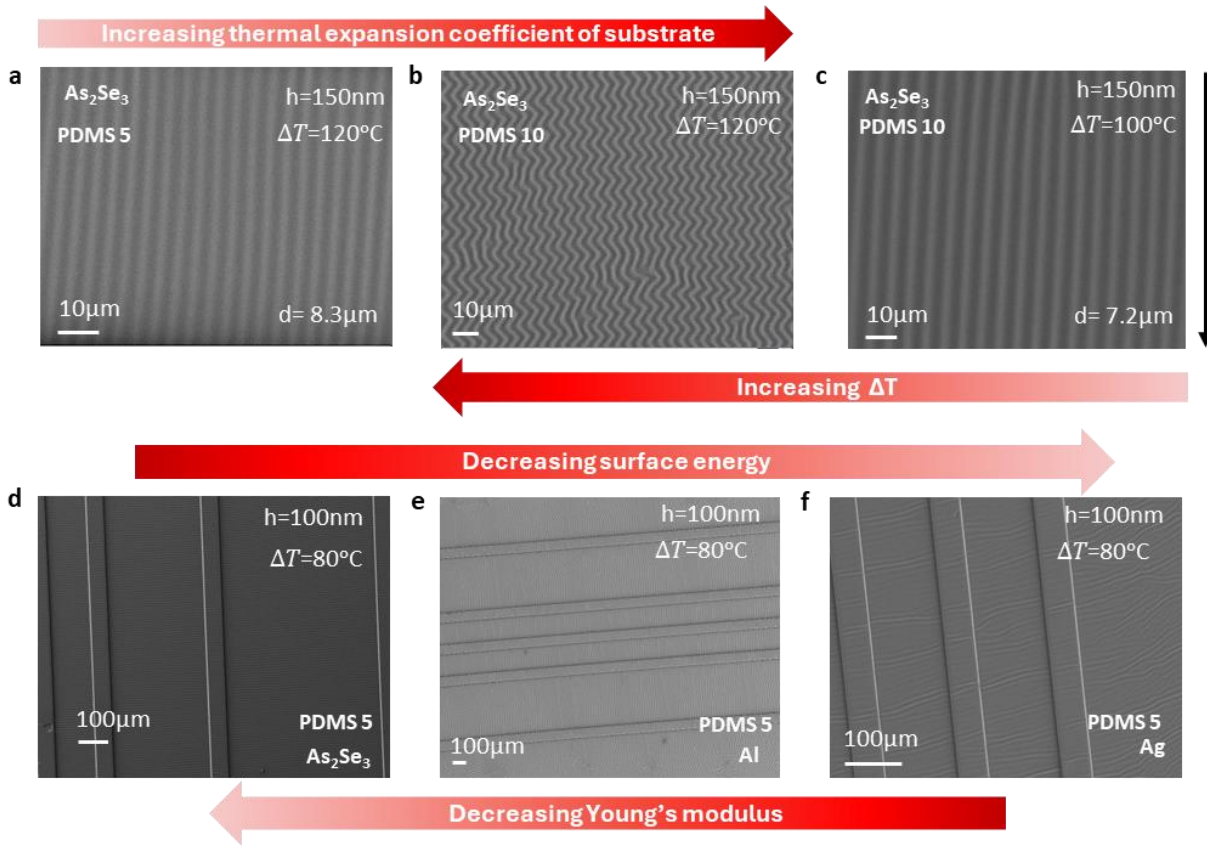 Increasing thermal expansion coefficient of substrate
a
As₂Se₃
PDMS 5
h=150nm
ΔT=120°C
10μm
d= 8.3μm
b
As₂Se₃
PDMS 10
h=150nm
ΔT=120°C
10μm
c
As₂Se₃
PDMS 10
h=150nm
ΔT=100°C
10μm
d= 7.2μm
Increasing ΔT
Decreasing surface energy
d
h=100nm
ΔT=80°C
100μm
PDMS 5
As₂Se₃
e
h=100nm
ΔT=80°C
100μm
PDMS 5
Al
f
h=100nm
ΔT=80°C
100μm
PDMS 5
Ag
Decreasing Young's modulus